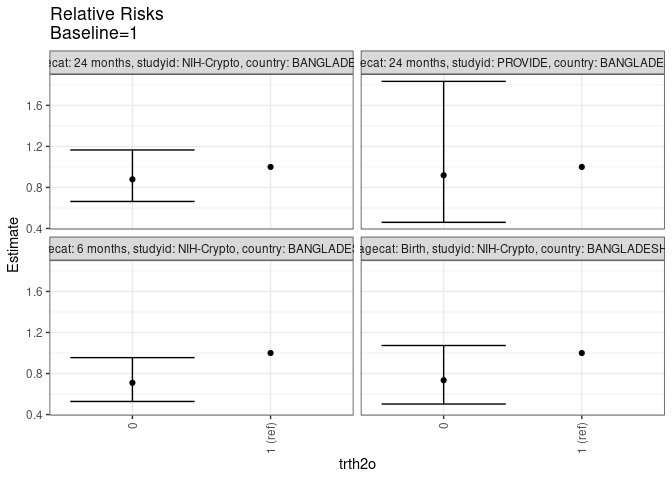 Relative Risks
Baseline=1
ecat: 24 months, studyid: NIH-Crypto, country: BANGLADE
ecat: 24 months, studyid: PROVIDE, country: BANGLADE
1.6
1.2
0.8
0.4
ecat: 6 months, studyid: NIH-Crypto, country: BANGLADES
agecat: Birth, studyid: NIH-Crypto, country: BANGLADESH
1.6
1.2
0.8
0.4
Estimate
0
1 (ref)
0
1 (ref)
trth2o